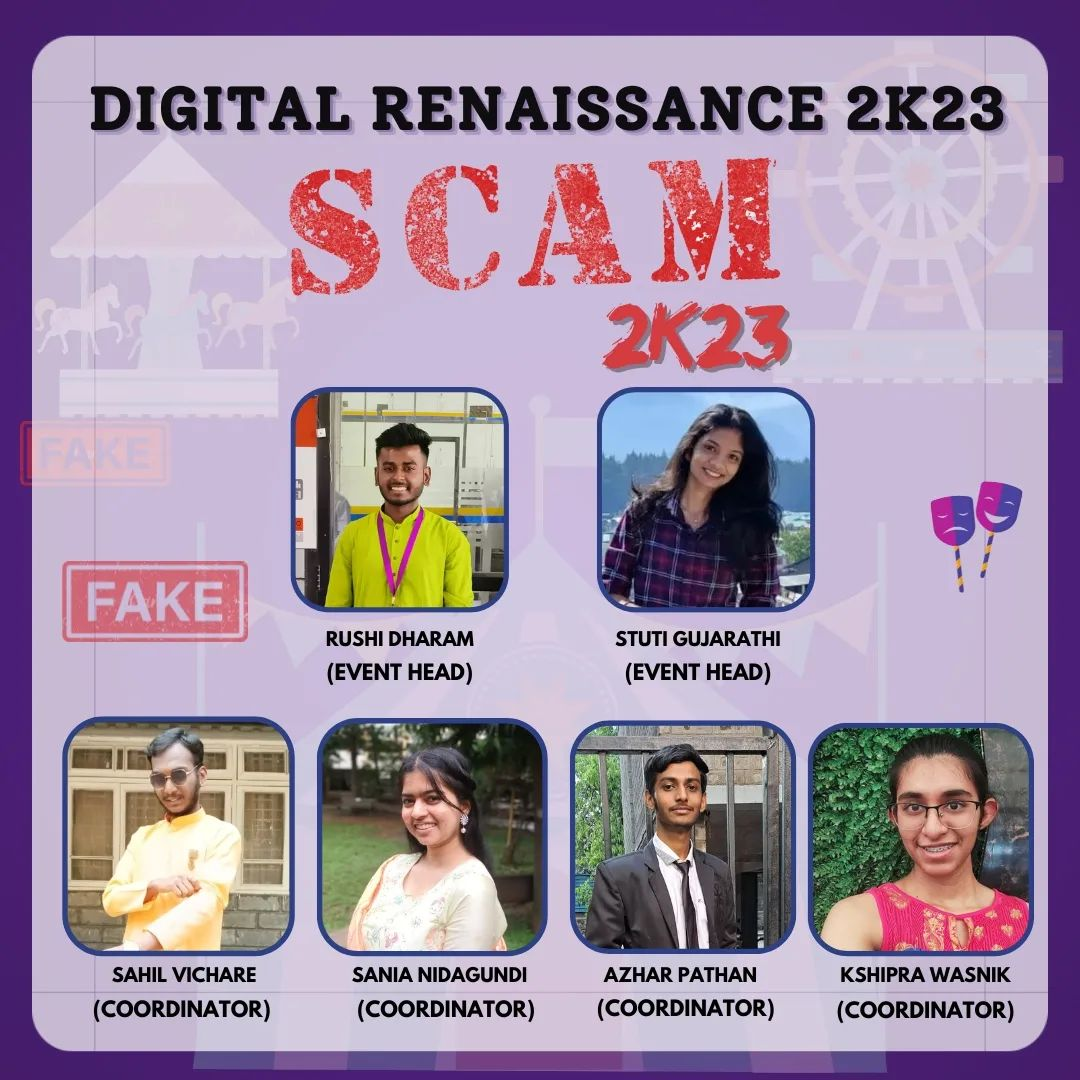 DIGITAL RENAISSANCE 2K23
SCAM
2K23
FAKE
FAKE
RUSHI DHARAM
(EVENT HEAD)
STUTI GUJARATHI
(EVENT HEAD)
SAHIL VICHARE
(COORDINATOR)
SANIA NIDAGUNDI
(COORDINATOR)
AZHAR PATHAN
(COORDINATOR)
KSHIPRA WASNIK
(COORDINATOR)